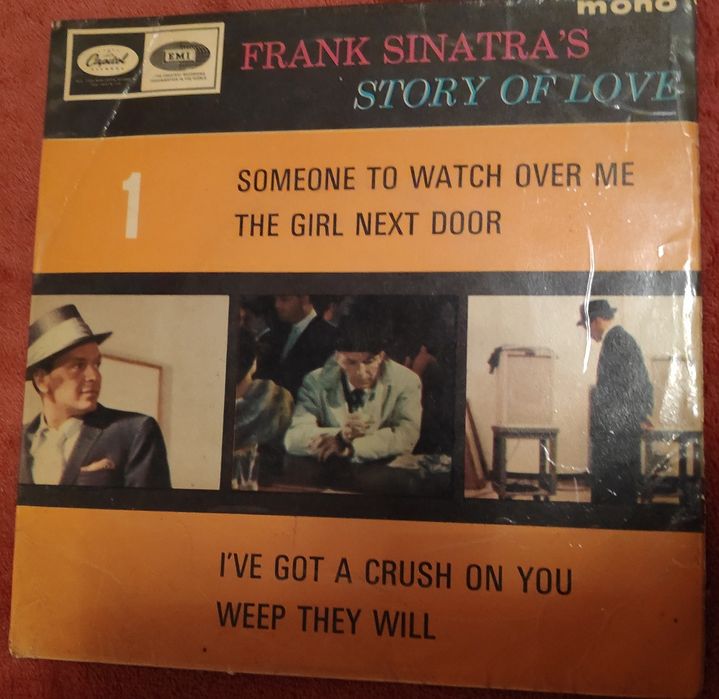 mono
Capitol
RECORDS
EMI
FRANK SINATRA'S
STORY OF LOVE
1
SOMEONE TO WATCH OVER ME
THE GIRL NEXT DOOR
I'VE GOT A CRUSH ON YOU
WEEP THEY WILL